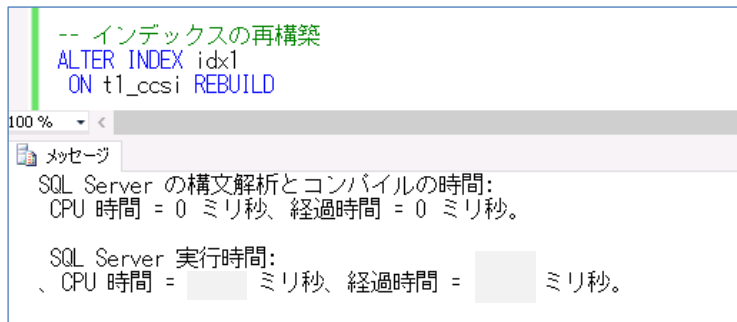 -- インデックスの再構築
ALTER INDEX idx1
ON t1_ccsi REBUILD
100 %
メッセージ
SQL Server の構文解析とコンパイルの時間:
CPU 時間 = 0 ミリ秒、経過時間 = 0 ミリ秒。
SQL Server 実行時間:
、CPU 時間 = ミリ秒、経過時間 = ミリ秒。